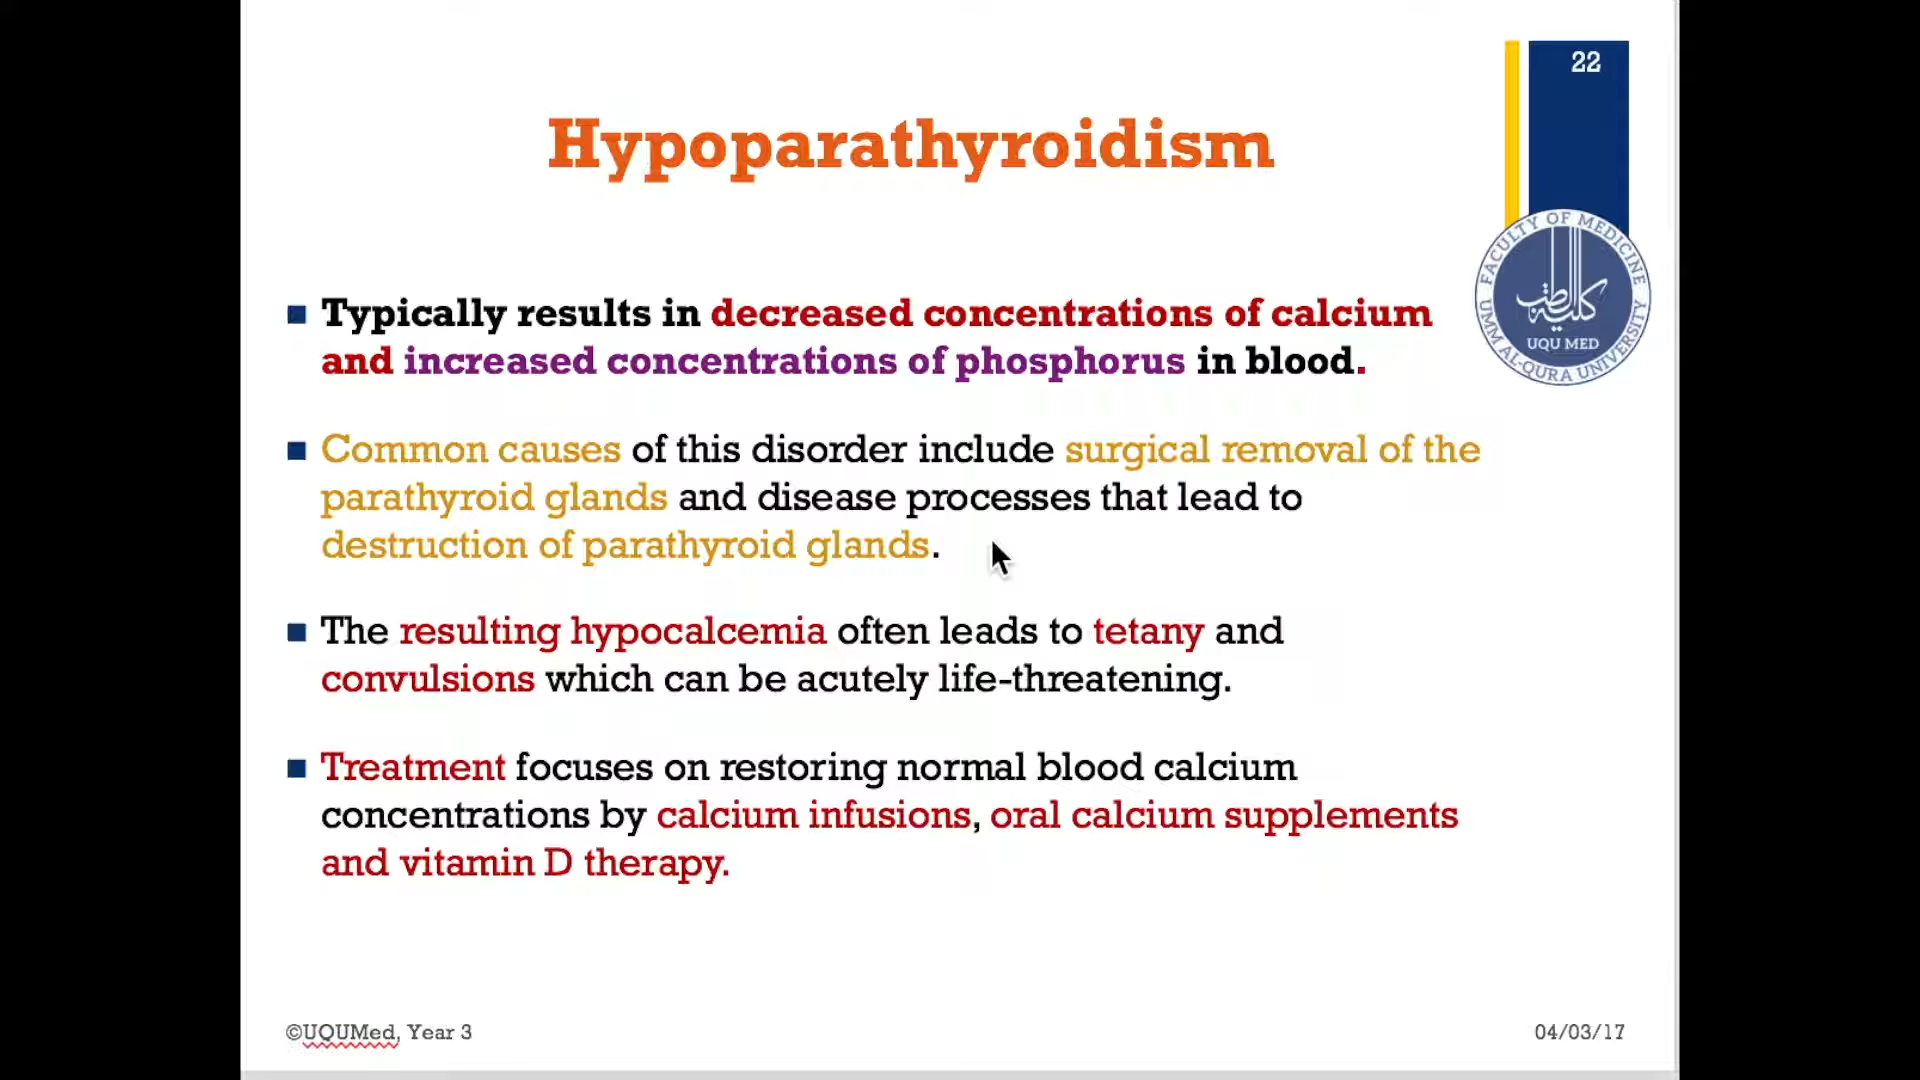 22
Hypoparathyroidism
Typically results in decreased concentrations of calcium
and increased concentrations of phosphorus in blood.
Common causes of this disorder include surgical removal of the
parathyroid glands and disease processes that lead to
destruction of parathyroid glands.
The resulting hypocalcemia often leads to tetany and
convulsions which can be acutely life-threatening.
Treatment focuses on restoring normal blood calcium
concentrations by calcium infusions, oral calcium supplements
and vitamin D therapy.
FACULTY OF MEDICINE
كلية الطب
UQU MED
UMM AL-QURA UNIVERSITY
©UQUMed, Year 3
04/03/17